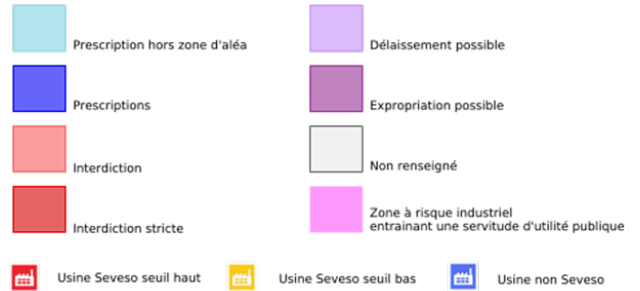 Prescription hors zone d'aléa
Délaissement possible
Prescriptions
Expropriation possible
Interdiction
Non renseigné
Interdiction stricte
Zone à risque industriel
entrainant une servitude d'utilité publique
Usine Seveso seuil haut
Usine Seveso seuil bas
Usine non Seveso